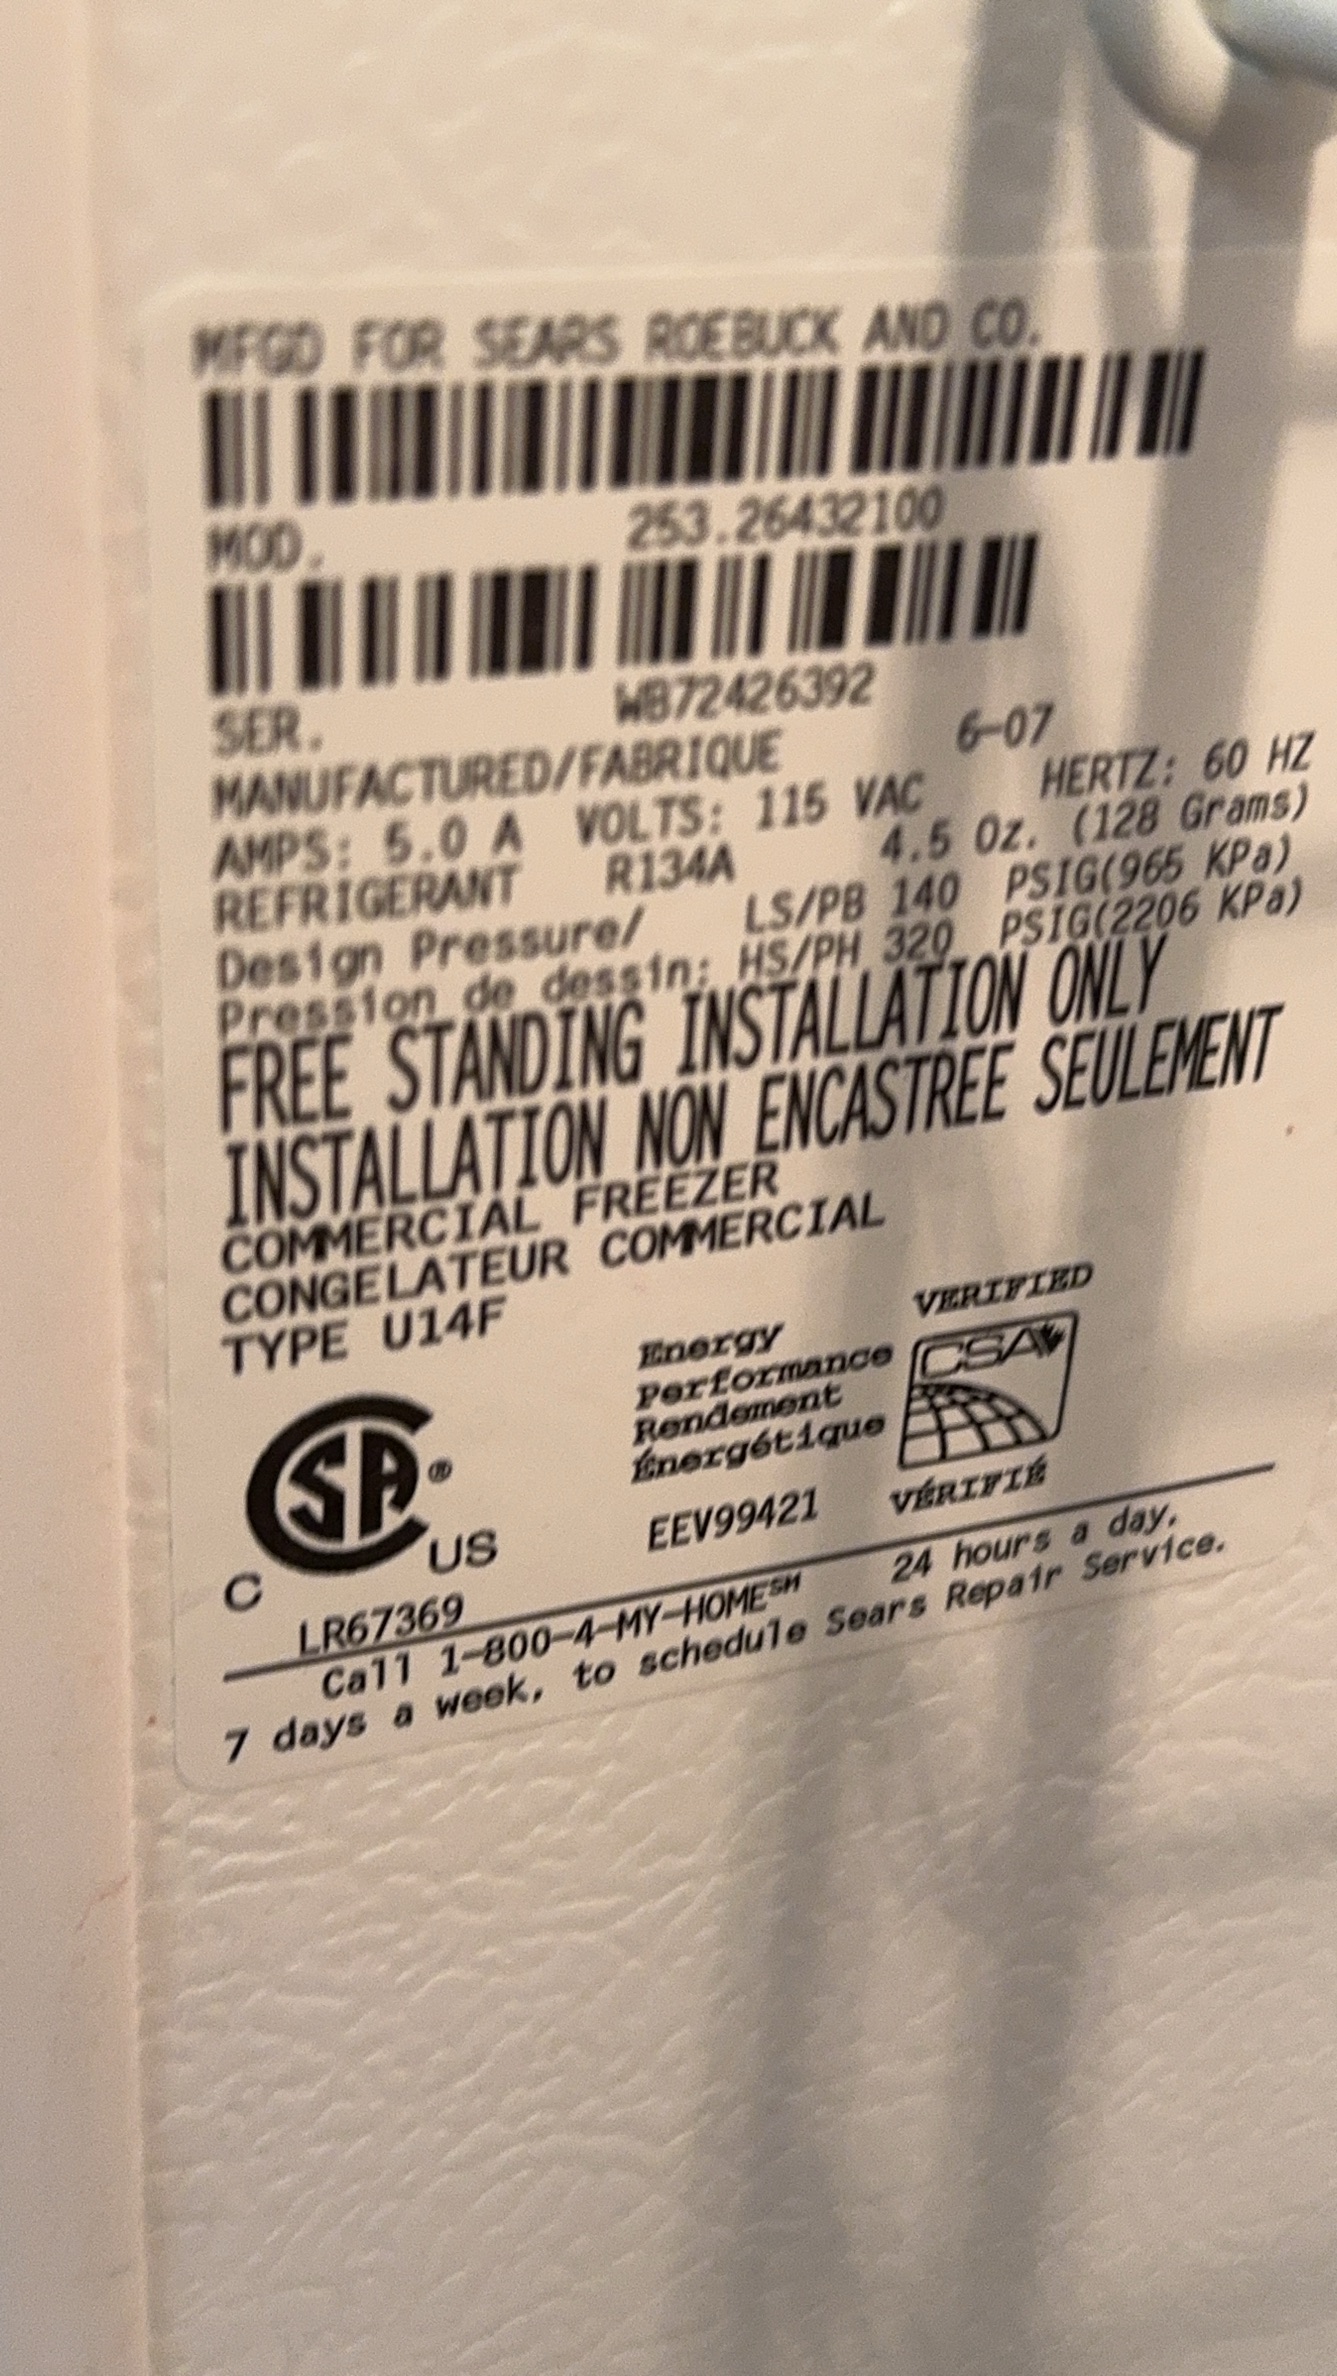 MFGD FOR SEARS ROEBUCK AND CO.
MOD. 253.26432100
SER. WB72426392
MANUFACTURED/FABRIQUE 6-07
AMPS: 5.0 A VOLTS: 115 VAC HERTZ: 60 HZ
REFRIGERANT R134A 4.5 Oz. (128 Grams)
Design Pressure/ LS/PB 140 PSIG(965 KPa)
Pression de dessin: HS/PH 320 PSIG(2206 KPa)
FREE STANDING INSTALLATION ONLY
INSTALLATION NON ENCASTREE SEULEMENT
COMMERCIAL FREEZER
CONGELATEUR COMMERCIAL
TYPE U14F
VERIFIED
Energy
Performance
Rendement
Énergétique
CSA
VÉRIFIÉ
EEV99421
C SA® US
LR67369
Call 1-800-4-MY-HOME℠ 24 hours a day,
7 days a week, to schedule Sears Repair Service.